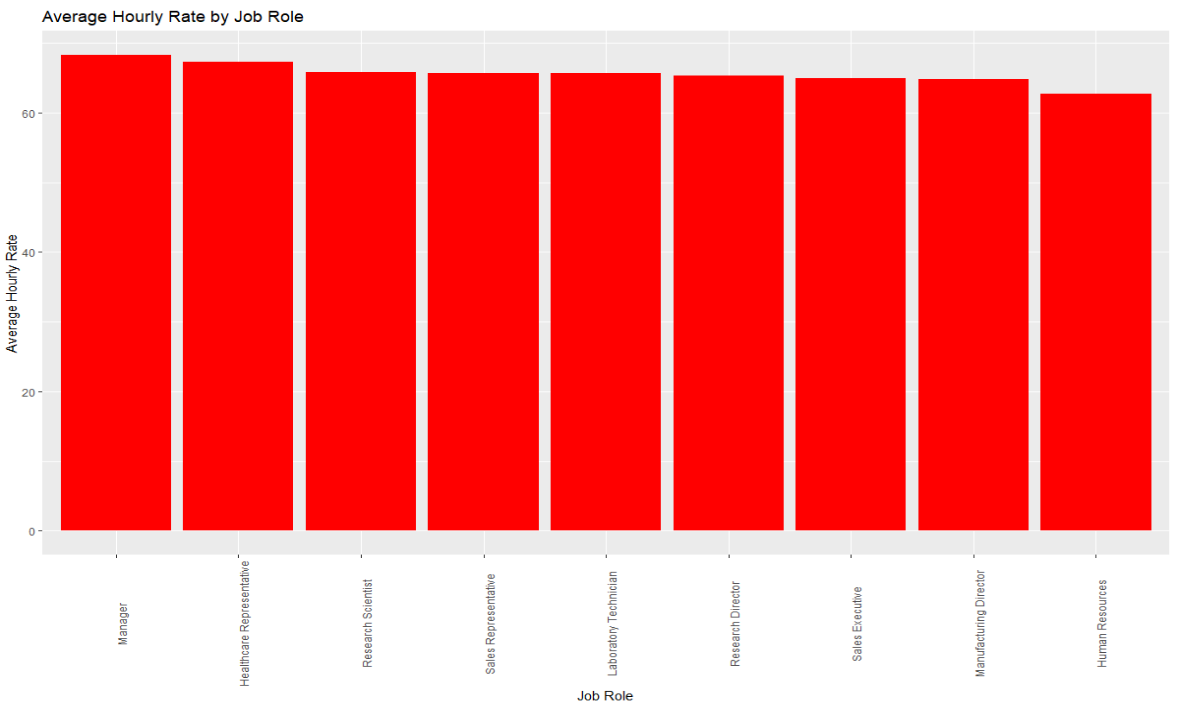 Average Hourly Rate by Job Role
Average Hourly Rate
60
40
20
0
Manager
Healthcare Representative
Research Scientist
Sales Representative
Laboratory Technician
Research Director
Sales Executive
Manufacturing Director
Human Resources
Job Role